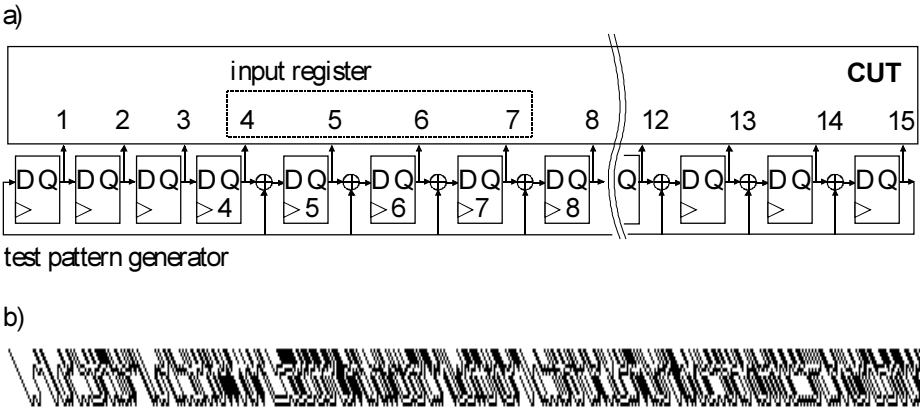 a)
input register
CUT
1 2 3 4 5 6 7 8 12 13 14 15
D Q D Q D Q D Q D Q D Q D Q D Q Q D Q D Q D Q
4 5 6 7 8
test pattern generator
b)